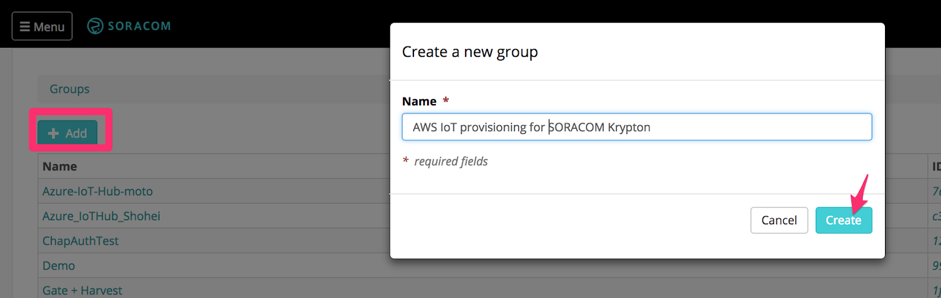 Menu
SORACOM
Create a new group
Groups
Name *
Add
AWS IoT provisioning for SORACOM Krypton
* required fields
Name
ID
Azure-IoT-Hub-moto
Azure_IoTHub_Shohei
Cancel
Create
ChapAuthTest
Demo
Gate + Harvest